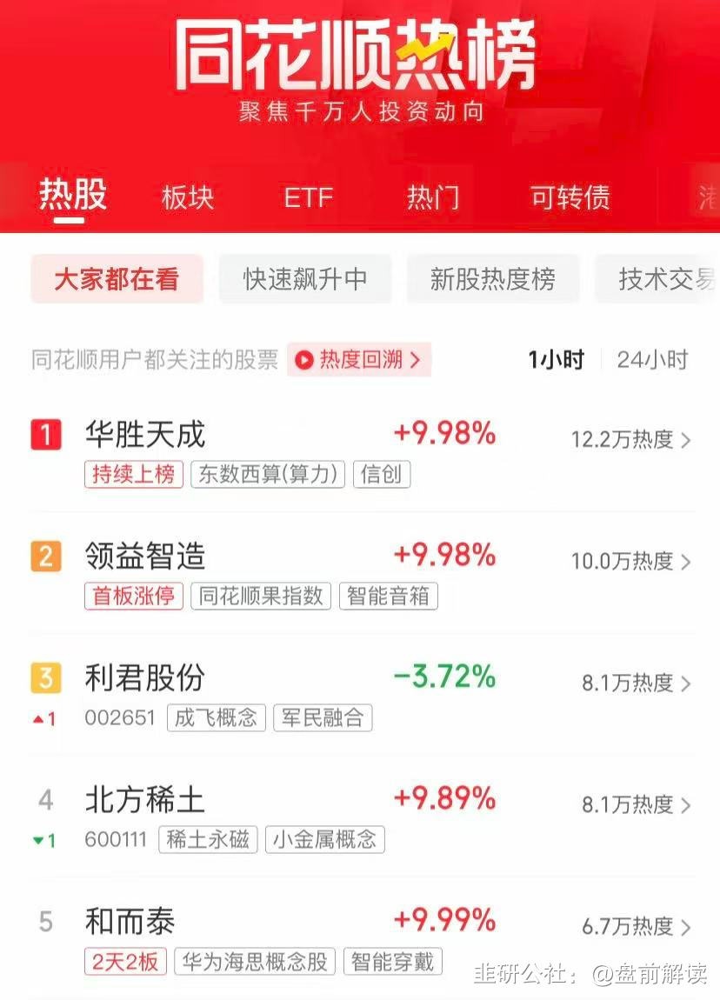 同花顺热榜
聚焦千万人投资动向
热股 板块 ETF 热门 可转债 港
大家都在看 快速飙升中 新股热度榜 技术交易
同花顺用户都关注的股票 热度回溯 1小时 24小时
1 华胜天成 +9.98% 12.2万热度
持续上榜 东数西算(算力) 信创
2 领益智造 +9.98% 10.0万热度
首板涨停 同花顺果指数 智能音箱
3 利君股份 -3.72% 8.1万热度
1 002651 成飞概念 军民融合
4 北方稀土 +9.89% 8.1万热度
1 600111 稀土永磁 小金属概念
5 和而泰 +9.99% 6.7万热度
2天2板 华为海思概念股 智能穿戴
韭研公社：@盘前解读